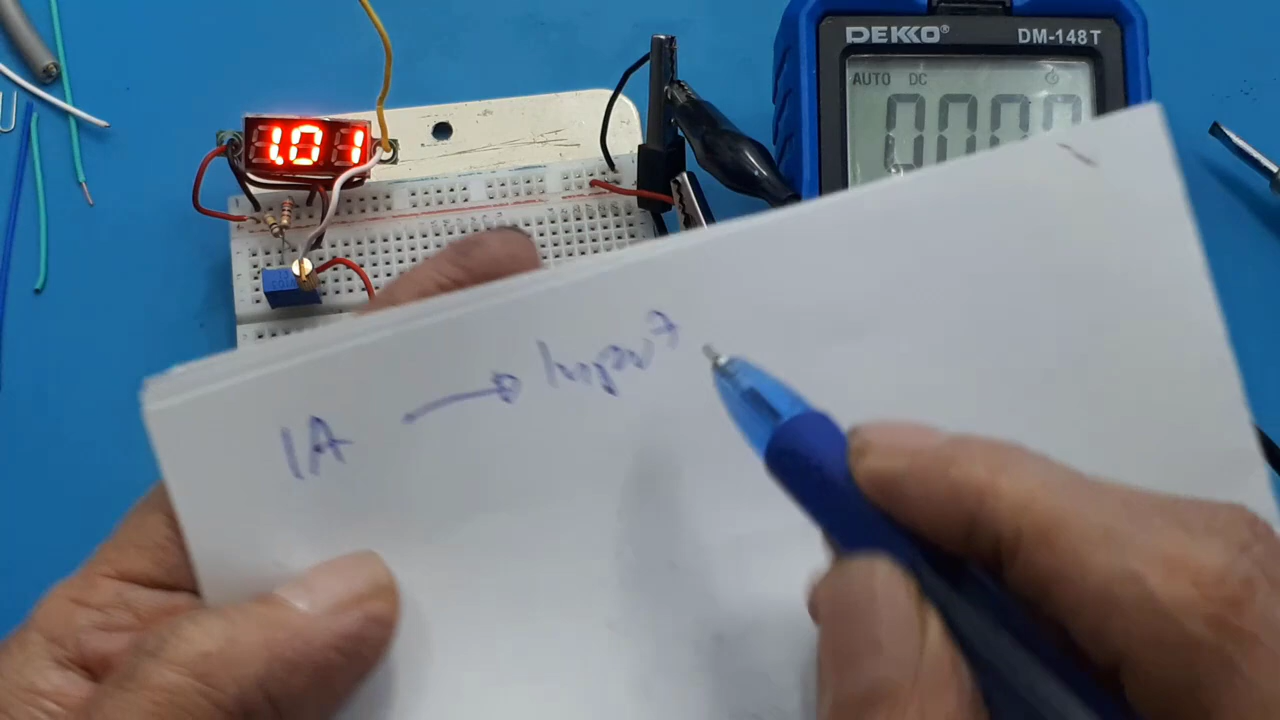 1.01
DEKKO®
DM-148T
AUTO DC
1A → Input